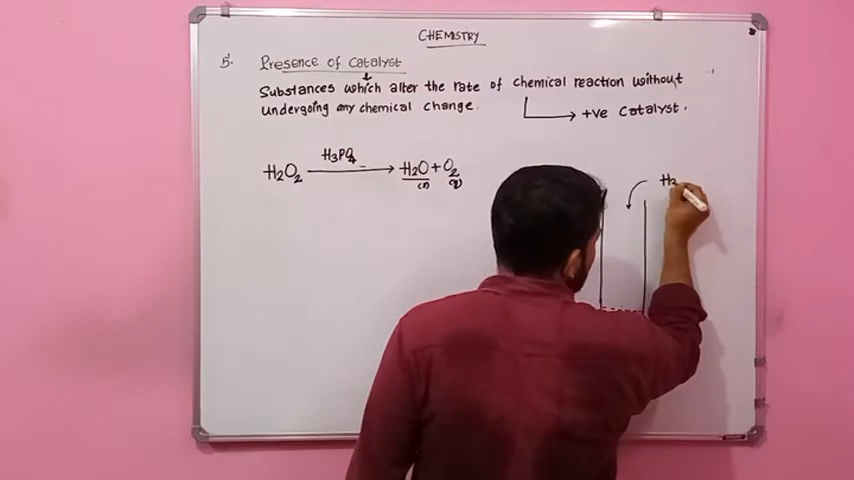 CHEMISTRY
5. Presence of Catalyst
Substances which alter the rate of chemical reaction without
undergoing any chemical change. +ve Catalyst.
H₃PO₄
H₂O₂ → H₂O + O₂
(l) (g)
H₂